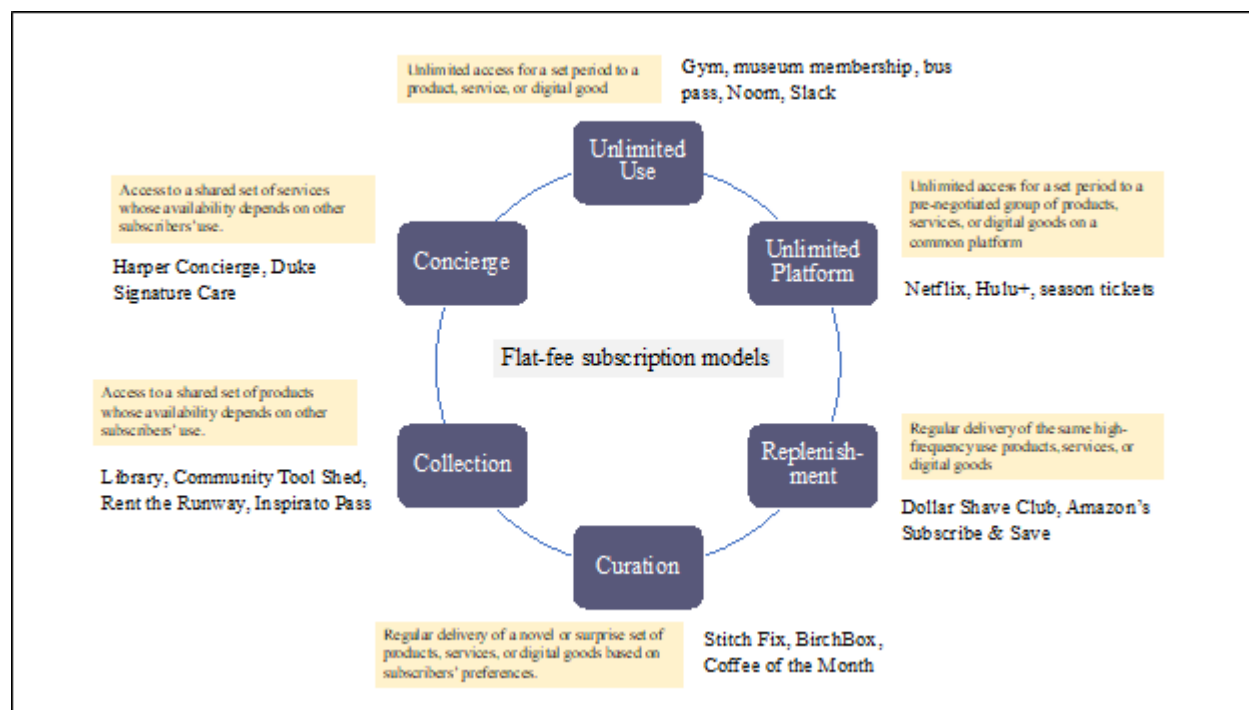 Unlimited access for a set period to a
product, service, or digital good
Gym, museum membership, bus
pass, Noom, Slack
Unlimited
Use
Unlimited access for a set period to a
pre-negotiated group of products,
services, or digital goods on a
common platform
Unlimited
Platform
Netflix, Hulu+, season tickets
Access to a shared set of services
whose availability depends on other
subscribers' use.
Concierge
Harper Concierge, Duke
Signature Care
Flat-fee subscription models
Access to a shared set of products
whose availability depends on other
subscribers' use.
Collection
Library, Community Tool Shed,
Rent the Runway, Inspirato Pass
Regular delivery of the same high-
frequency use products, services, or
digital goods
Replenish-
ment
Dollar Shave Club, Amazon's
Subscribe & Save
Curation
Regular delivery of a novel or surprise set of
products, services, or digital goods based on
subscribers' preferences.
Stitch Fix, BirchBox,
Coffee of the Month